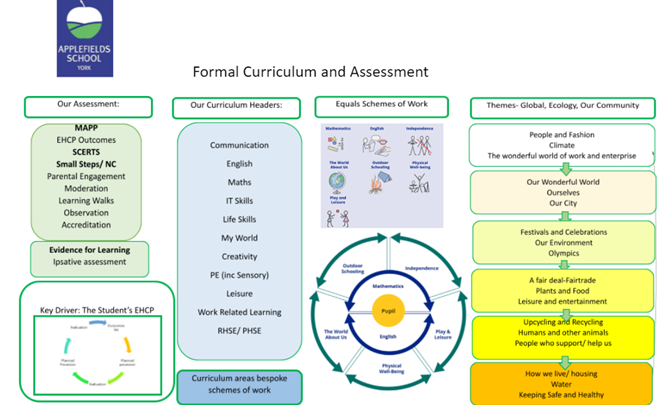 APPLEFIELDS
SCHOOL
YORK
Formal Curriculum and Assessment
Our Assessment:
MAPP
EHCP Outcomes
SCERTS
Small Steps/ NC
Parental Engagement
Moderation
Learning Walks
Observation
Accreditation
Evidence for Learning
Ipsative assessment
Key Driver: The Student's EHCP
Evaluation
Our Curriculum Headers:
Communication
English
Maths
IT Skills
Life Skills
My World
Creativity
PE (inc Sensory)
Leisure
Work Related Learning
RHSE/ PHSE
Curriculum areas bespoke
schemes of work
Equals Schemes of Work
Mathematics
English
Independence
The World
About Us
Outdoor
Schooling
Physical
Well-being
Play and
Leisure
Outdoor
Schooling
Independence
Mathematics
Pupil
The World
About Us
English
Play &
Leisure
Physical
Well-Being
Themes- Global, Ecology, Our Community
People and Fashion
Climate
The wonderful world of work and enterprise
Our Wonderful World
Ourselves
Our City
Festivals and Celebrations
Our Environment
Olympics
A fair deal-Fairtrade
Plants and Food
Leisure and entertainment
Upcycling and Recycling
Humans and other animals
People who support/ help us
How we live/ housing
Water
Keeping Safe and Healthy